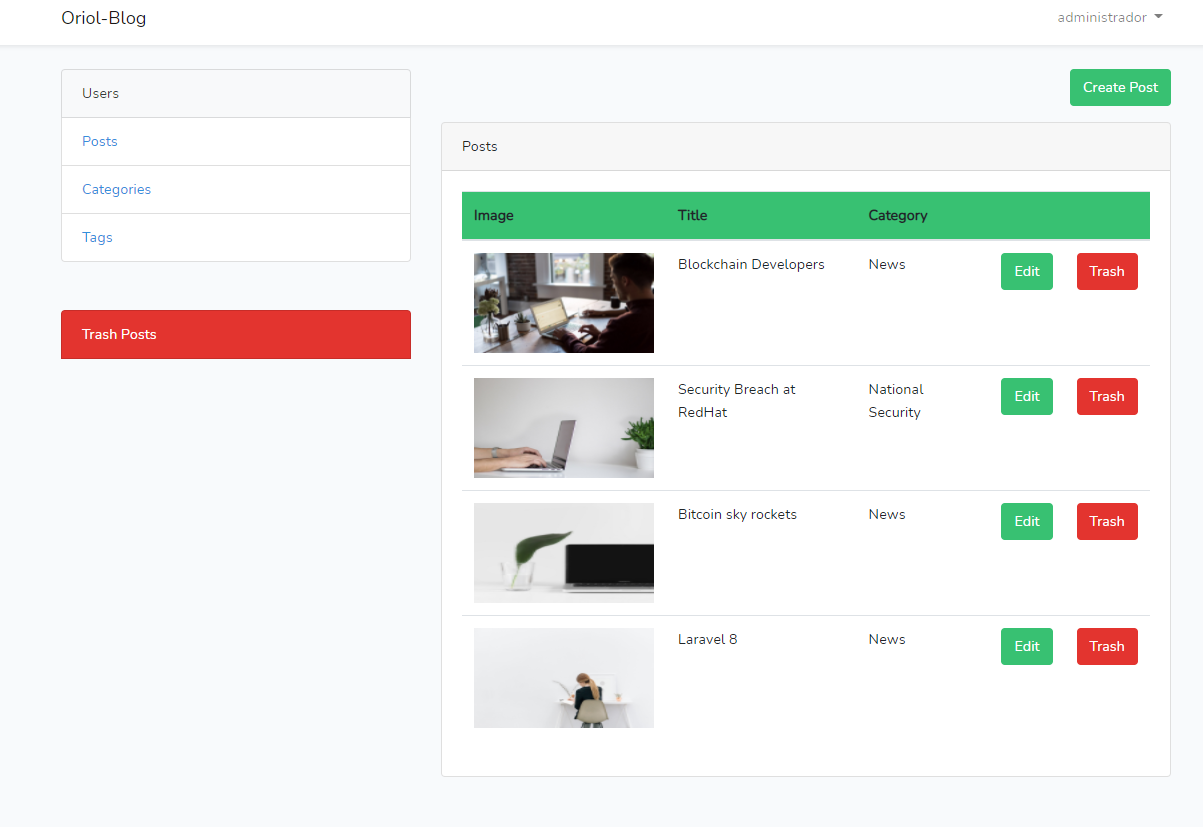 Oriol-Blog
administrador
Users
Posts
Categories
Tags
Trash Posts
Create Post
Posts
Image Title Category
Blockchain Developers News Edit Trash
Security Breach at National Edit Trash
RedHat Security
Bitcoin sky rockets News Edit Trash
Laravel 8 News Edit Trash